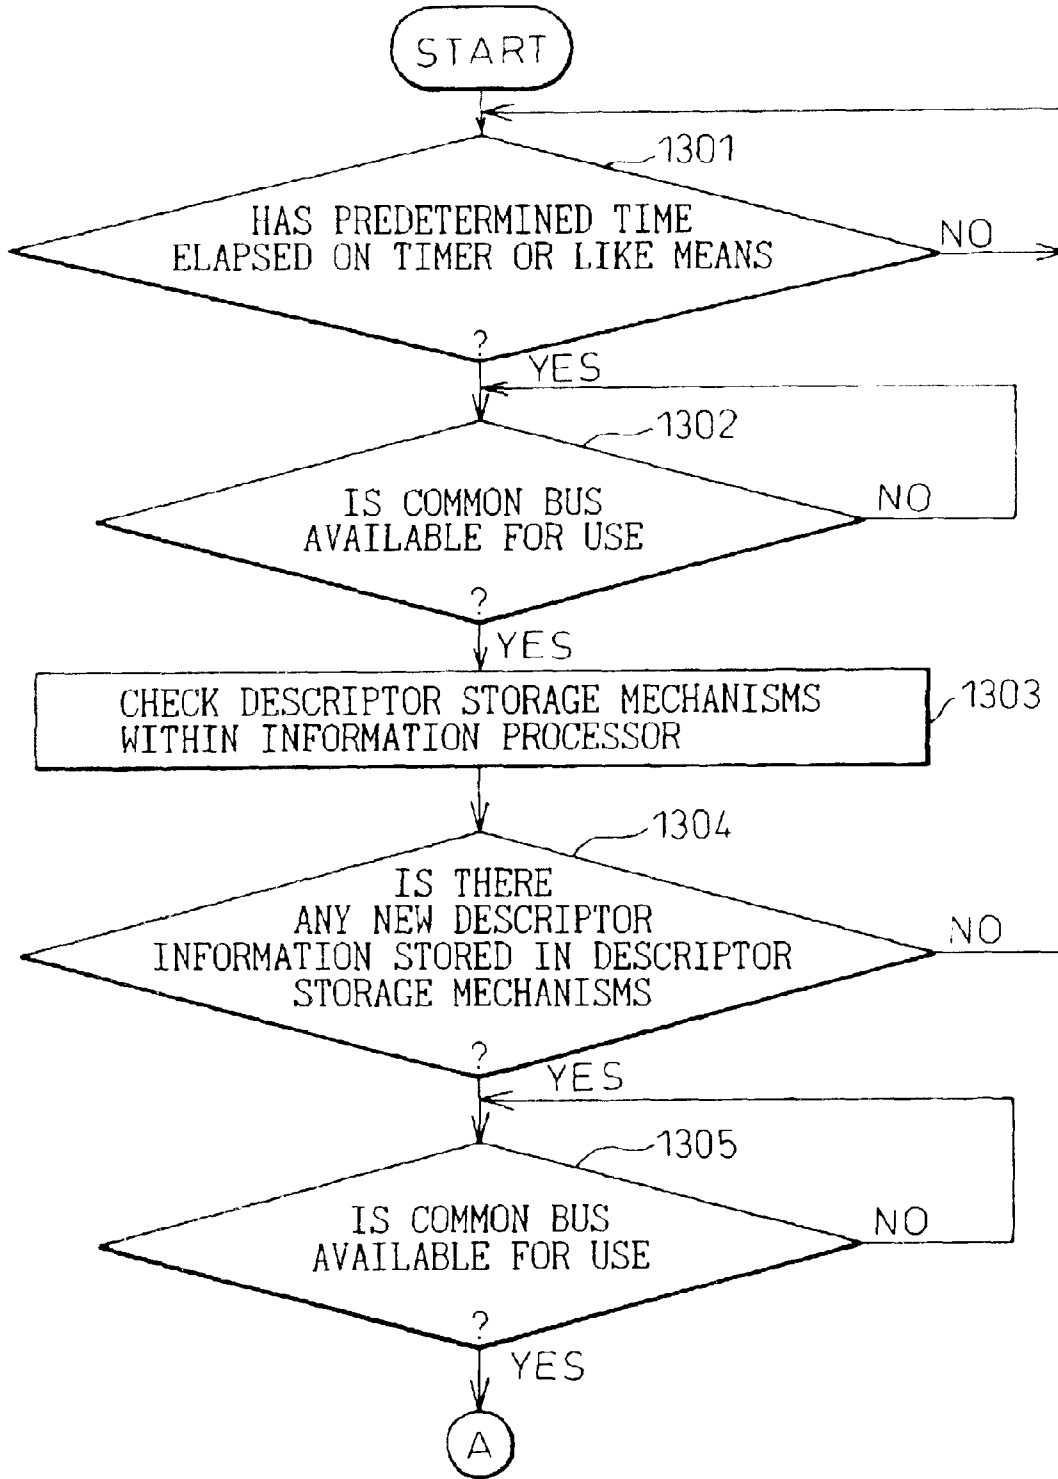 START
1301
HAS PREDETERMINED TIME
ELAPSED ON TIMER OR LIKE MEANS
NO
?
YES
1302
IS COMMON BUS
AVAILABLE FOR USE
NO
?
YES
1303
CHECK DESCRIPTOR STORAGE MECHANISMS
WITHIN INFORMATION PROCESSOR
1304
IS THERE
ANY NEW DESCRIPTOR
INFORMATION STORED IN DESCRIPTOR
STORAGE MECHANISMS
NO
?
YES
1305
IS COMMON BUS
AVAILABLE FOR USE
NO
?
YES
A